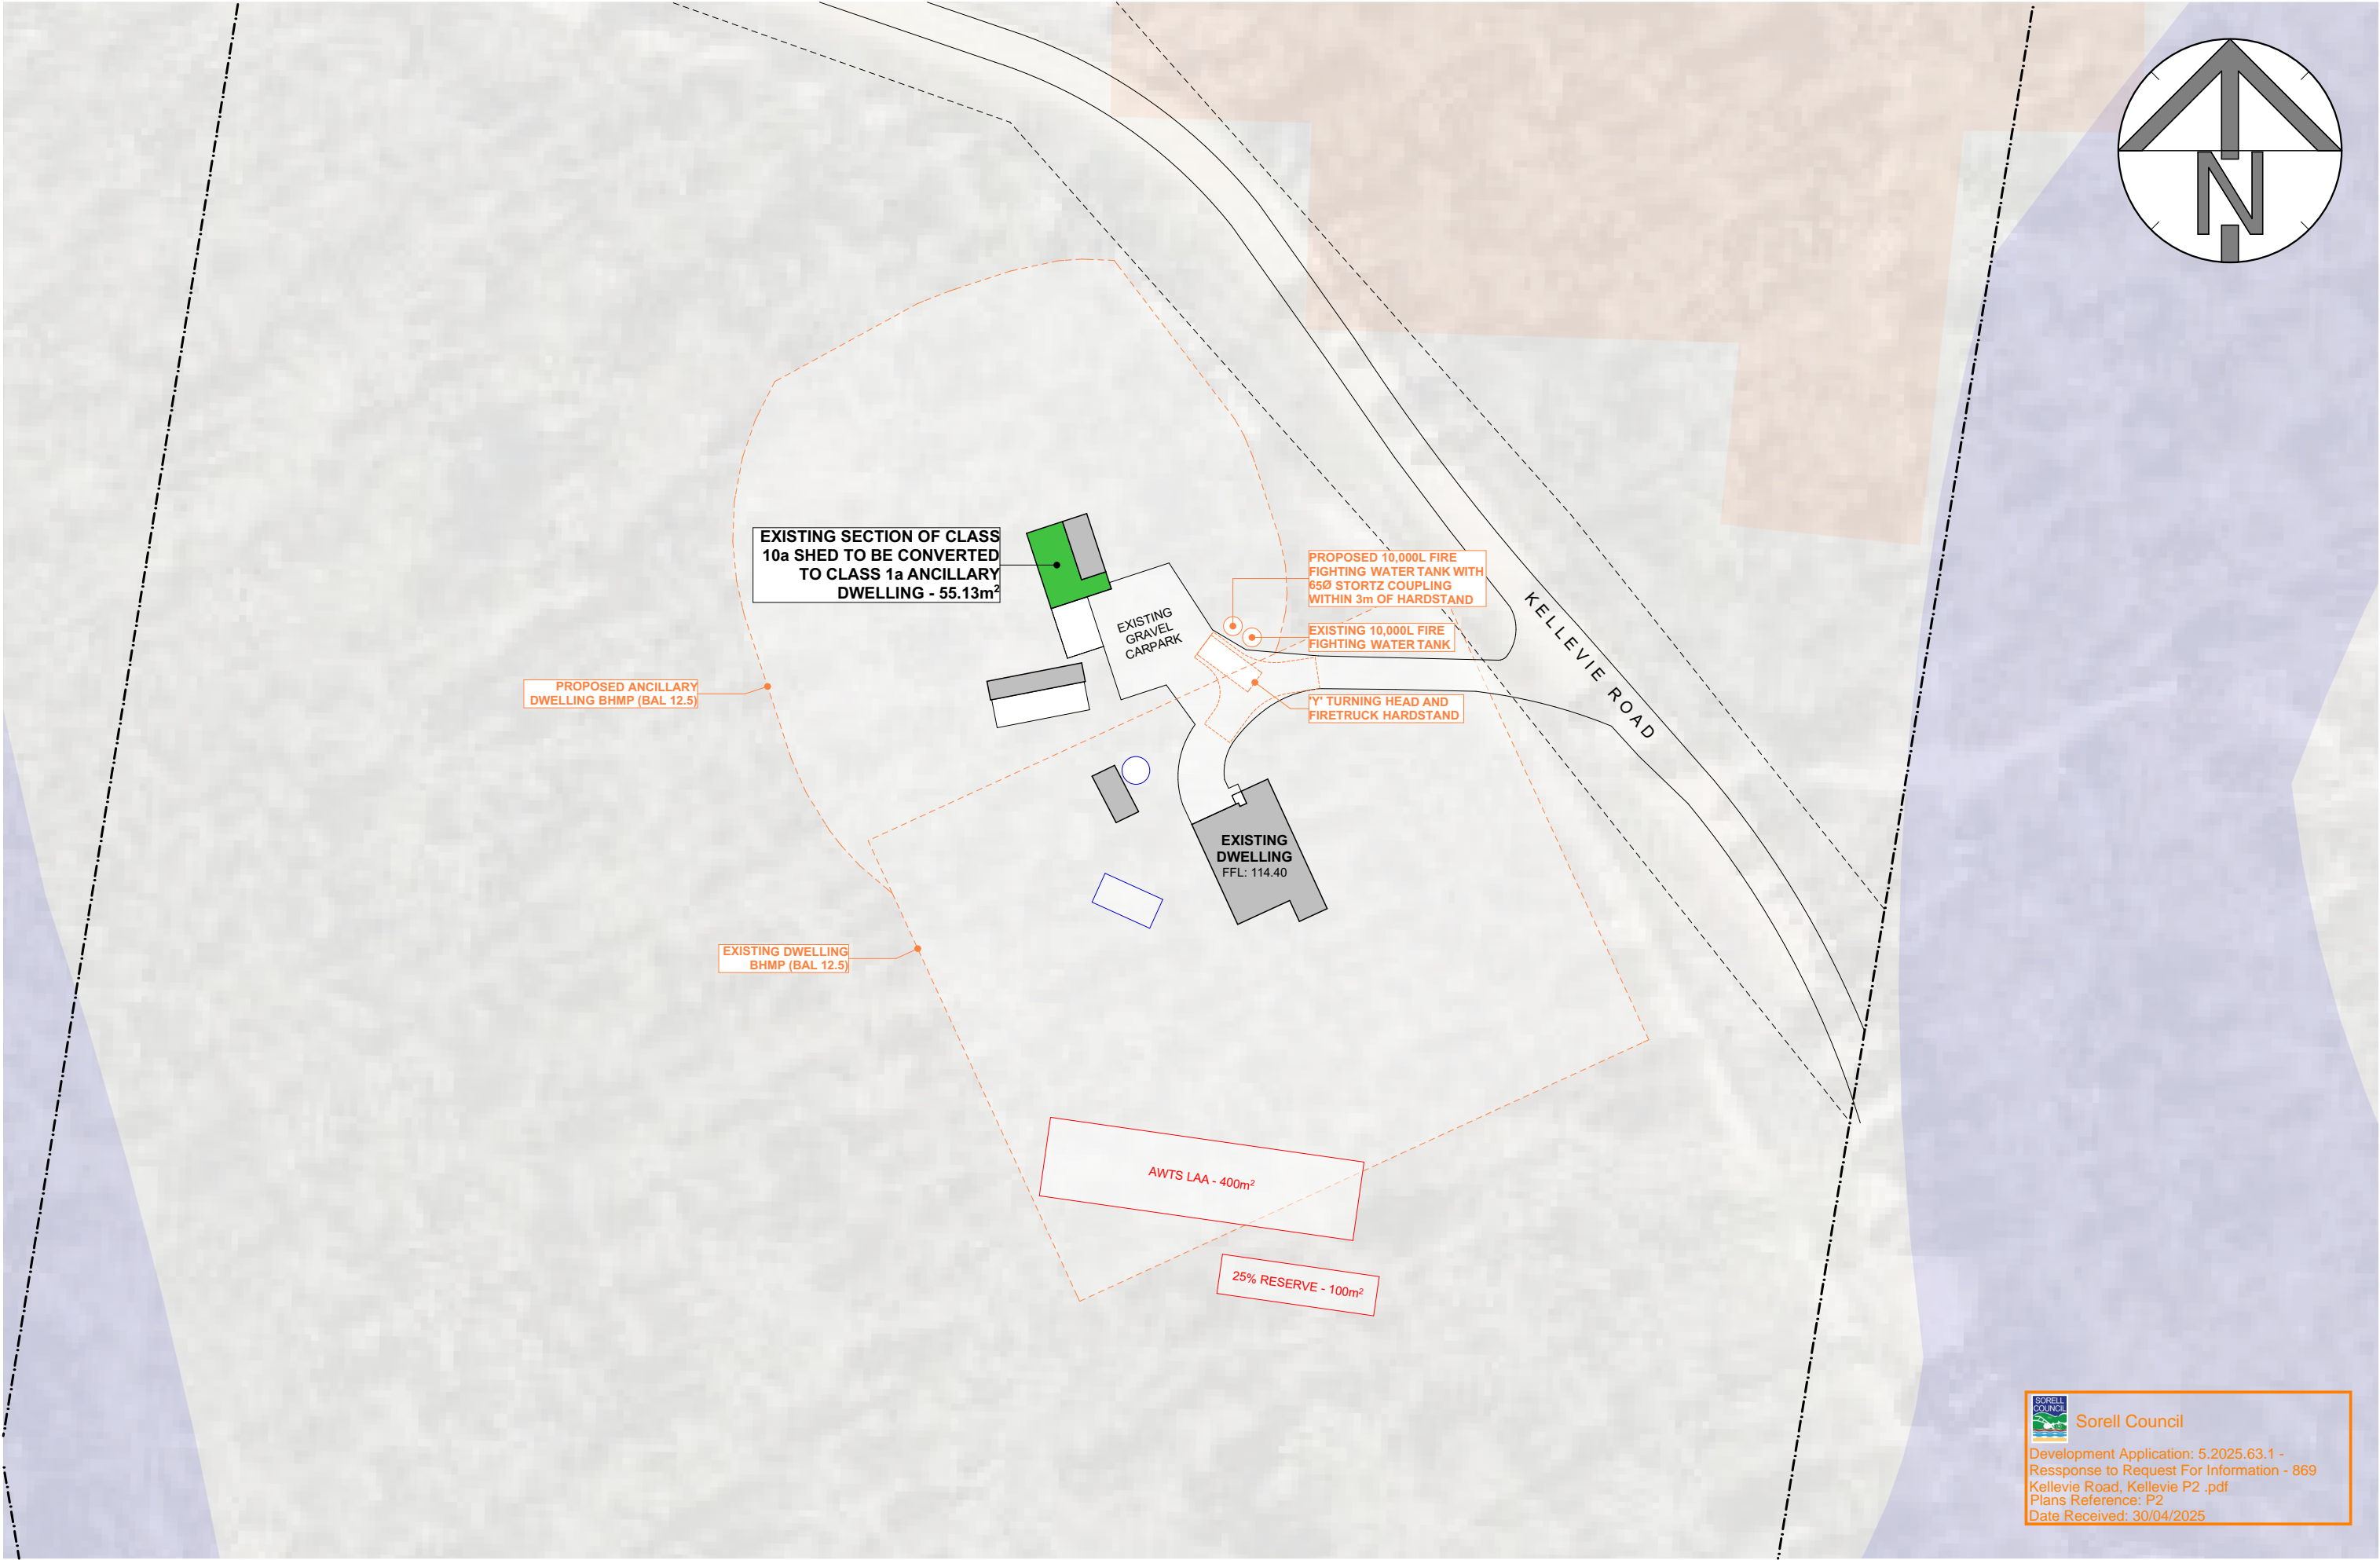 N
EXISTING SECTION OF CLASS
10a SHED TO BE CONVERTED
TO CLASS 1a ANCILLARY
DWELLING - 55.13m²
EXISTING
GRAVEL
CARPARK
PROPOSED 10,000L FIRE
FIGHTING WATER TANK WITH
65Ø STORTZ COUPLING
WITHIN 3m OF HARDSTAND
EXISTING 10,000L FIRE
FIGHTING WATER TANK
KELLEVIE ROAD
PROPOSED ANCILLARY
DWELLING BHMP (BAL 12.5)
'Y' TURNING HEAD AND
FIRETRUCK HARDSTAND
EXISTING
DWELLING
FFL: 114.40
EXISTING DWELLING
BHMP (BAL 12.5)
AWTS LAA - 400m²
25% RESERVE - 100m²
SORELL
COUNCIL
Sorell Council
Development Application: 5.2025.63.1 -
Ressponse to Request For Information - 869
Kellevie Road, Kellevie P2 .pdf
Plans Reference: P2
Date Received: 30/04/2025